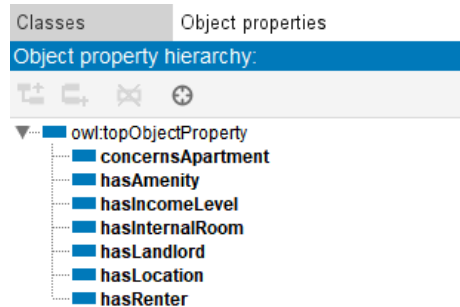 Classes Object properties
Object property hierarchy:
owl:topObjectProperty
concernsApartment
hasAmenity
hasIncomeLevel
hasInternalRoom
hasLandlord
hasLocation
hasRenter